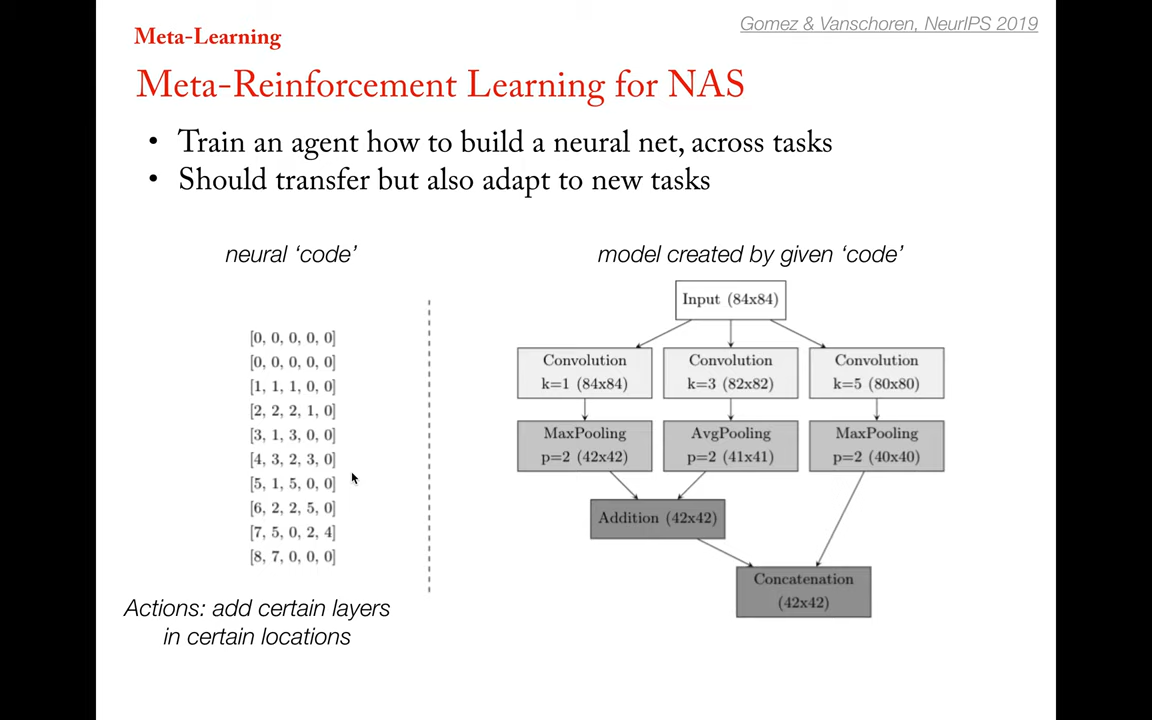 Gomez & Vanschoren, NeurIPS 2019
Meta-Learning
Meta-Reinforcement Learning for NAS
• Train an agent how to build a neural net, across tasks
• Should transfer but also adapt to new tasks
neural ‘code’
[0, 0, 0, 0, 0]
[0, 0, 0, 0, 0]
[1, 1, 1, 0, 0]
[2, 2, 2, 1, 0]
[3, 1, 3, 0, 0]
[4, 3, 2, 3, 0]
[5, 1, 5, 0, 0]
[6, 2, 2, 5, 0]
[7, 5, 0, 2, 4]
[8, 7, 0, 0, 0]
Actions: add certain layers
in certain locations
model created by given ‘code’
Input (84x84)
Convolution
k=1 (84x84)
Convolution
k=3 (82x82)
Convolution
k=5 (80x80)
MaxPooling
p=2 (42x42)
AvgPooling
p=2 (41x41)
MaxPooling
p=2 (40x40)
Addition (42x42)
Concatenation
(42x42)